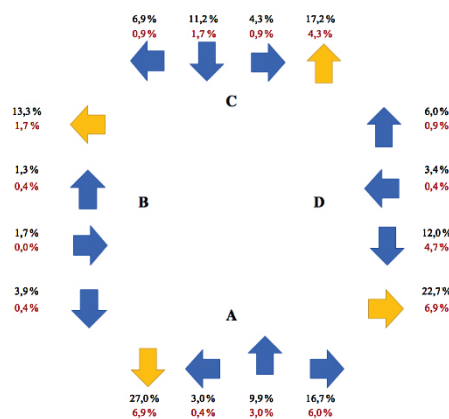 6,9% 11,2% 4,3% 17,2%
0,9% 1,7% 0,9% 4,3%
C
13,3%
1,7%
6,0%
0,9%
1,3%
0,4%
B
D
3,4%
0,4%
1,7%
0,0%
12,0%
4,7%
3,9%
0,4%
22,7%
6,9%
A
27,0% 3,0% 9,9% 16,7%
6,9% 0,4% 3,0% 6,0%